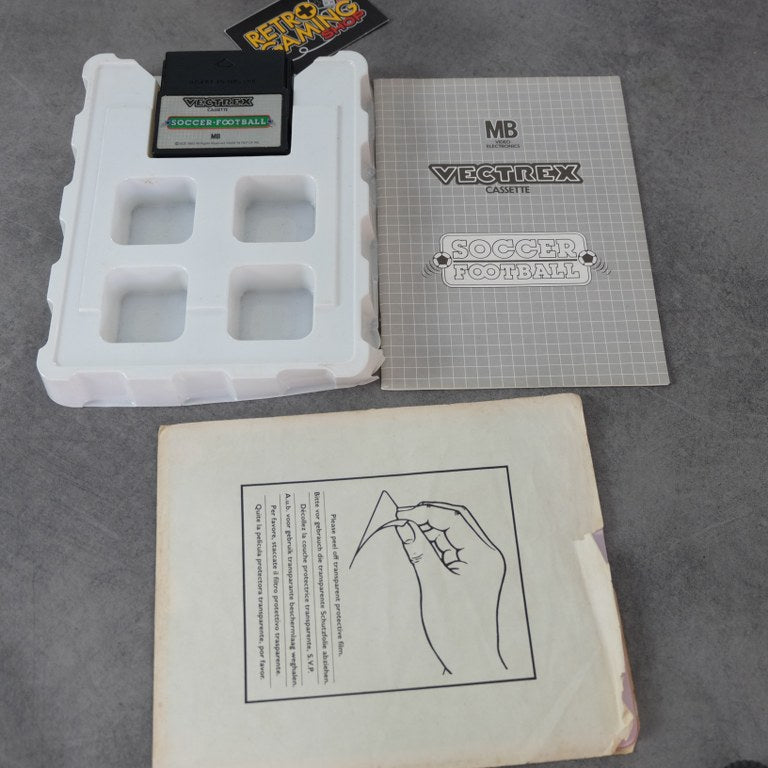 RETRO
GAMING
SHOP
VECTREX
CASSETTE
SOCCER·FOOTBALL
MB
MB
VIDEO
ELECTRONICS
VECTREX
CASSETTE
SOCCER
FOOTBALL
Please peel off transparent protective film.
Bitte vor gebrauch die transparente Schutzfolie abziehen.
Décollez la couche protectrice transparente, S.V.P.
A.u.b. voor gebruik transparante beschermlaag weghalen.
Per favore, staccate il filtro protettivo trasparente.
Quite la pelicula protectora transparente, por favor.